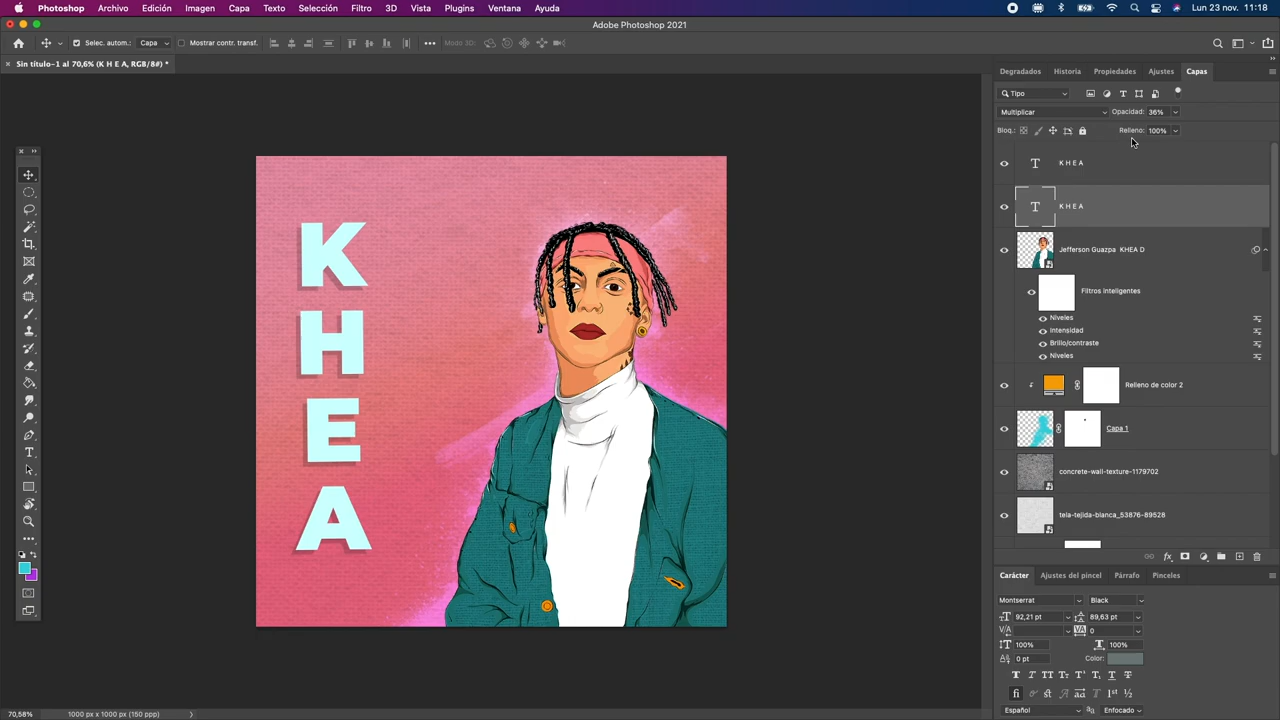 Photoshop Archivo Edición Imagen Capa Texto Selección Filtro 3D Vista Plugins Ventana Ayuda Lun 23 nov. 11:18
Adobe Photoshop 2021
Selec. autom.: Capa Mostrar contr. transf. Modo 3D:
Sin título-1 al 70,6% (K H E A, RGB/8#) *
Degradados Historia Propiedades Ajustes Capas
Tipo
Multiplicar Opacidad: 36%
Bloq.: Relleno: 100%
K H E A
K H E A
Jefferson Guazpa KHEA D
Filtros inteligentes
Niveles
Intensidad
Brillo/contraste
Niveles
Relleno de color 2
Capa 1
concrete-wall-texture-1179702
tela-tejida-blanca_53876-89528
K
H
E
A
Carácter Ajustes del pincel Párrafo Pinceles
Montserrat Black
92,21 pt 89,63 pt
0
100% 100%
0 pt Color:
Español Enfocado
70,58% 1000 px x 1000 px (150 ppp)